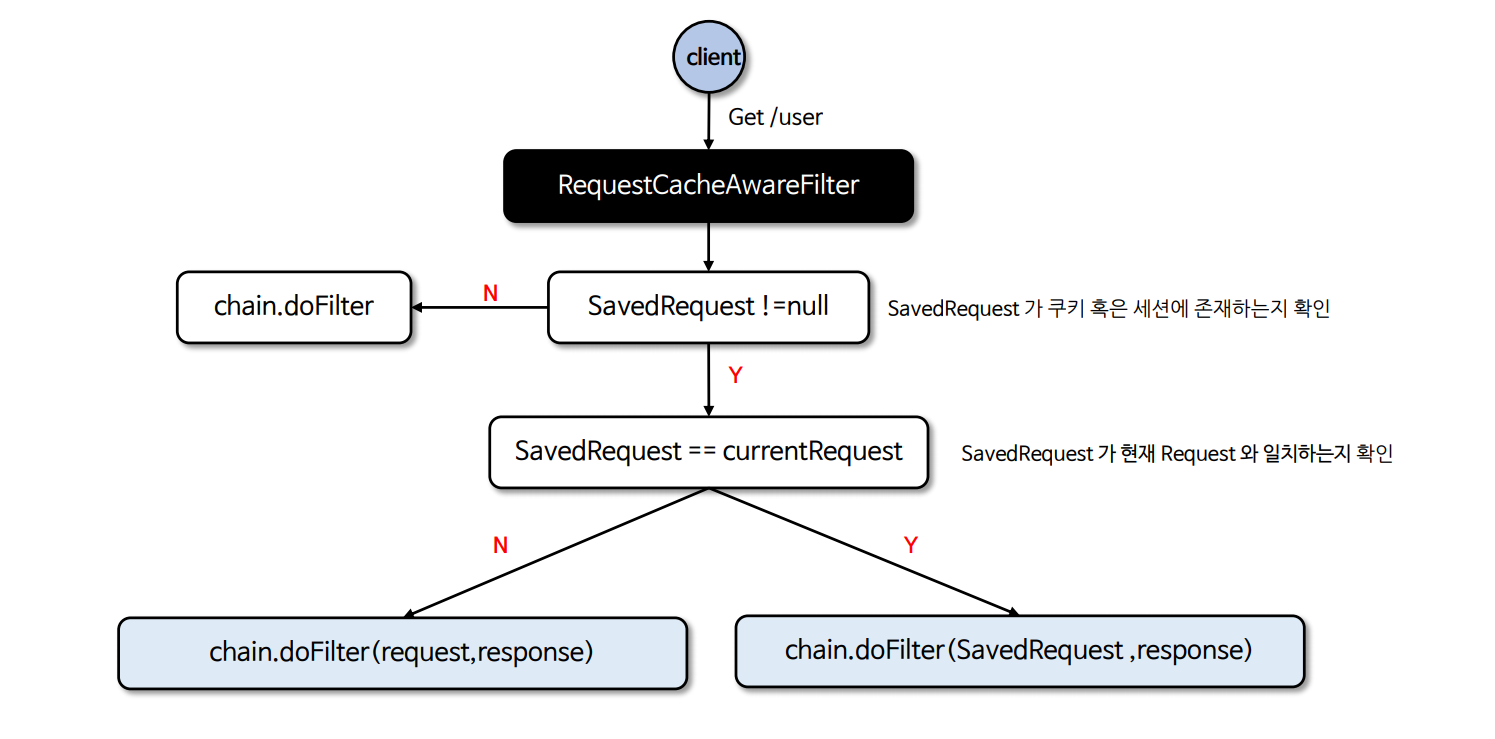 client
Get /user
RequestCacheAwareFilter
chain.doFilter
N
SavedRequest !=null
SavedRequest 가 쿠키 혹은 세션에 존재하는지 확인
Y
SavedRequest == currentRequest
SavedRequest 가 현재 Request 와 일치하는지 확인
N
Y
chain.doFilter(request,response)
chain.doFilter(SavedRequest ,response)